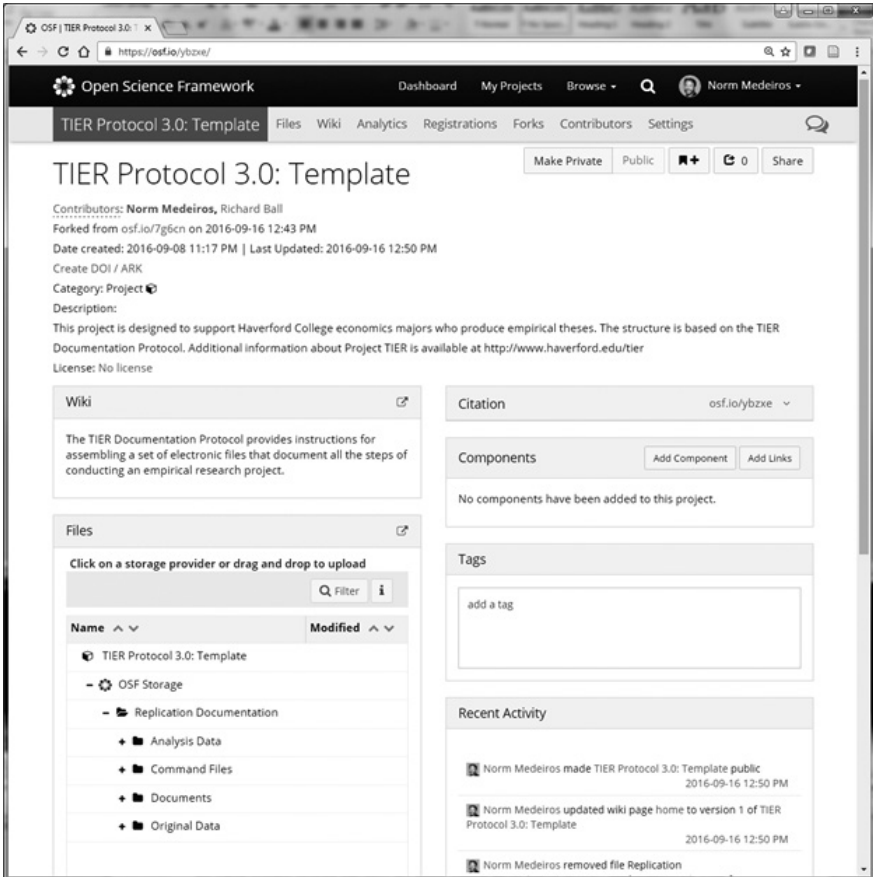 OSF | TIER Protocol 3.0: T
https://osf.io/ybzxe/
Open Science Framework
Dashboard My Projects Browse Norm Medeiros
TIER Protocol 3.0: Template Files Wiki Analytics Registrations Forks Contributors Settings
TIER Protocol 3.0: Template
Make Private Public 0 Share
Contributors: Norm Medeiros, Richard Ball
Forked from osf.io/7g6cn on 2016-09-16 12:43 PM
Date created: 2016-09-08 11:17 PM | Last Updated: 2016-09-16 12:50 PM
Create DOI / ARK
Category: Project
Description:
This project is designed to support Haverford College economics majors who produce empirical theses. The structure is based on the TIER
Documentation Protocol. Additional information about Project TIER is available at http://www.haverford.edu/tier
License: No license
Wiki
The TIER Documentation Protocol provides instructions for
assembling a set of electronic files that document all the steps of
conducting an empirical research project.
Files
Click on a storage provider or drag and drop to upload
Filter i
Name Modified
TIER Protocol 3.0: Template
- OSF Storage
- Replication Documentation
+ Analysis Data
+ Command Files
+ Documents
+ Original Data
Citation osf.io/ybzxe
Components Add Component Add Links
No components have been added to this project.
Tags
add a tag
Recent Activity
Norm Medeiros made TIER Protocol 3.0: Template public
2016-09-16 12:50 PM
Norm Medeiros updated wiki page home to version 1 of TIER
Protocol 3.0: Template
2016-09-16 12:50 PM
Norm Medeiros removed file Replication